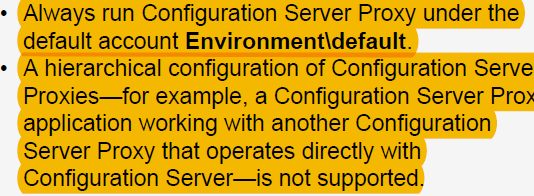 • Always run Configuration Server Proxy under the
default account Environment\default.
• A hierarchical configuration of Configuration Serve
Proxies—for example, a Configuration Server Prox
application working with another Configuration
Server Proxy that operates directly with
Configuration Server—is not supported.